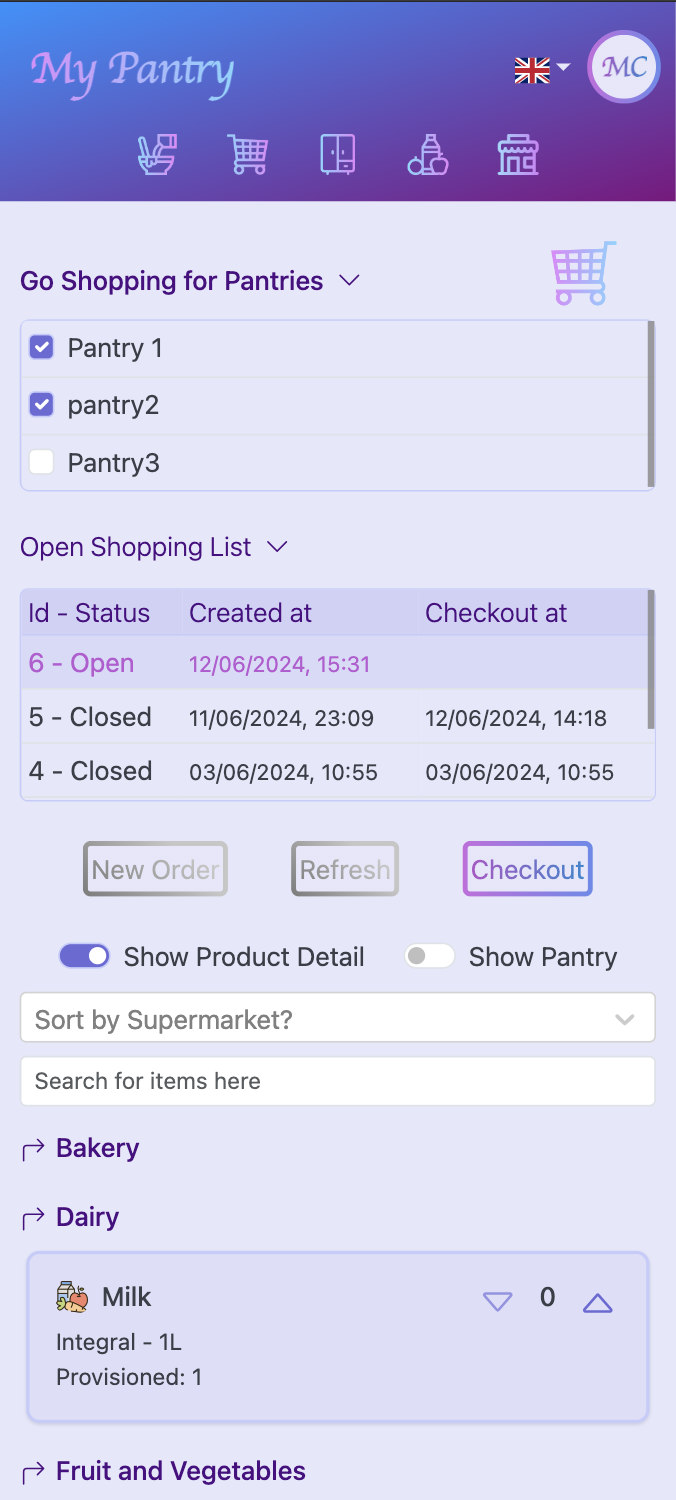 My Pantry
MC
Go Shopping for Pantries
Pantry 1
pantry2
Pantry3
Open Shopping List
Id - Status Created at Checkout at
6 - Open 12/06/2024, 15:31
5 - Closed 11/06/2024, 23:09 12/06/2024, 14:18
4 - Closed 03/06/2024, 10:55 03/06/2024, 10:55
New Order Refresh Checkout
Show Product Detail Show Pantry
Sort by Supermarket?
Search for items here
Bakery
Dairy
Milk 0
Integral - 1L
Provisioned: 1
Fruit and Vegetables